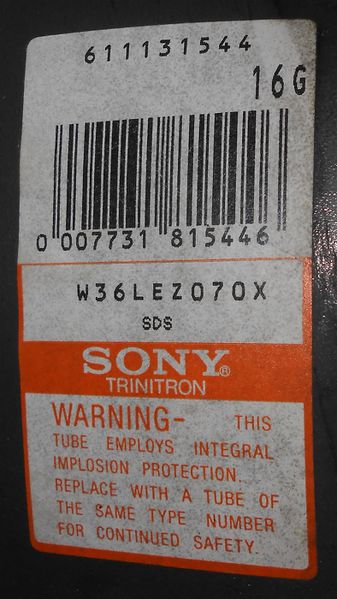 611131544
16G
0 007731 815446
W36LEZ070X
SDS
SONY®
TRINITRON
WARNING- THIS
TUBE EMPLOYS INTEGRAL
IMPLOSION PROTECTION.
REPLACE WITH A TUBE OF
THE SAME TYPE NUMBER
FOR CONTINUED SAFETY.